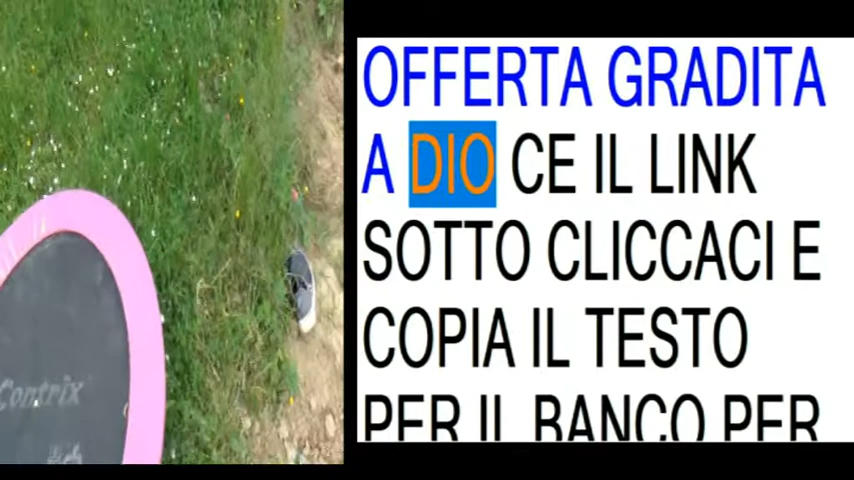 OFFERTA GRADITA
A DIO CE IL LINK
SOTTO CLICCACI E
COPIA IL TESTO
PER IL BANCO PER
Contrix